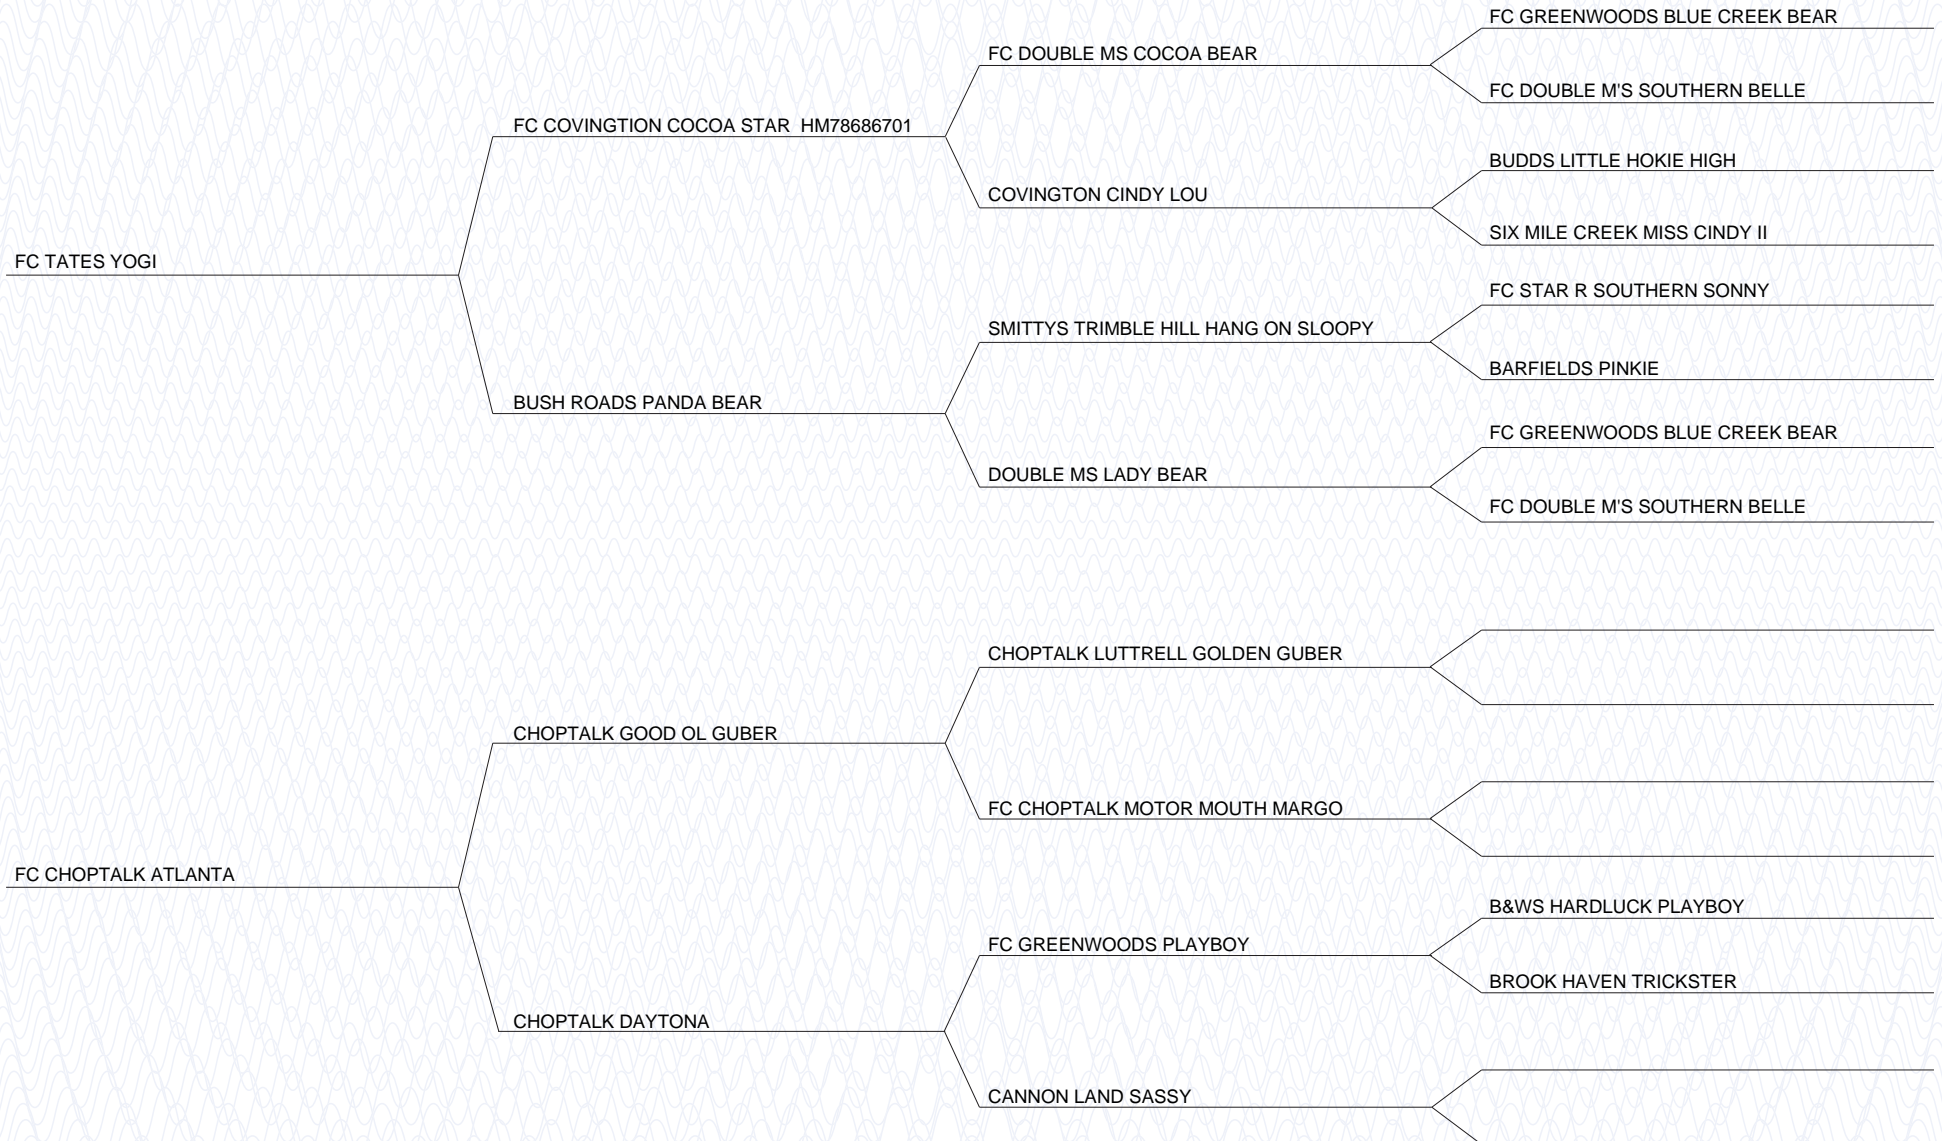 FC GREENWOODS BLUE CREEK BEAR
FC DOUBLE MS COCOA BEAR
FC DOUBLE M'S SOUTHERN BELLE
FC COVINGTION COCOA STAR  HM78686701
BUDDS LITTLE HOKIE HIGH
COVINGTON CINDY LOU
SIX MILE CREEK MISS CINDY II
FC TATES YOGI
FC STAR R SOUTHERN SONNY
SMITTYS TRIMBLE HILL HANG ON SLOOPY
BARFIELDS PINKIE
BUSH ROADS PANDA BEAR
FC GREENWOODS BLUE CREEK BEAR
DOUBLE MS LADY BEAR
FC DOUBLE M'S SOUTHERN BELLE
CHOPTALK LUTTRELL GOLDEN GUBER
CHOPTALK GOOD OL GUBER
FC CHOPTALK MOTOR MOUTH MARGO
FC CHOPTALK ATLANTA
B&WS HARDLUCK PLAYBOY
FC GREENWOODS PLAYBOY
BROOK HAVEN TRICKSTER
CHOPTALK DAYTONA
CANNON LAND SASSY